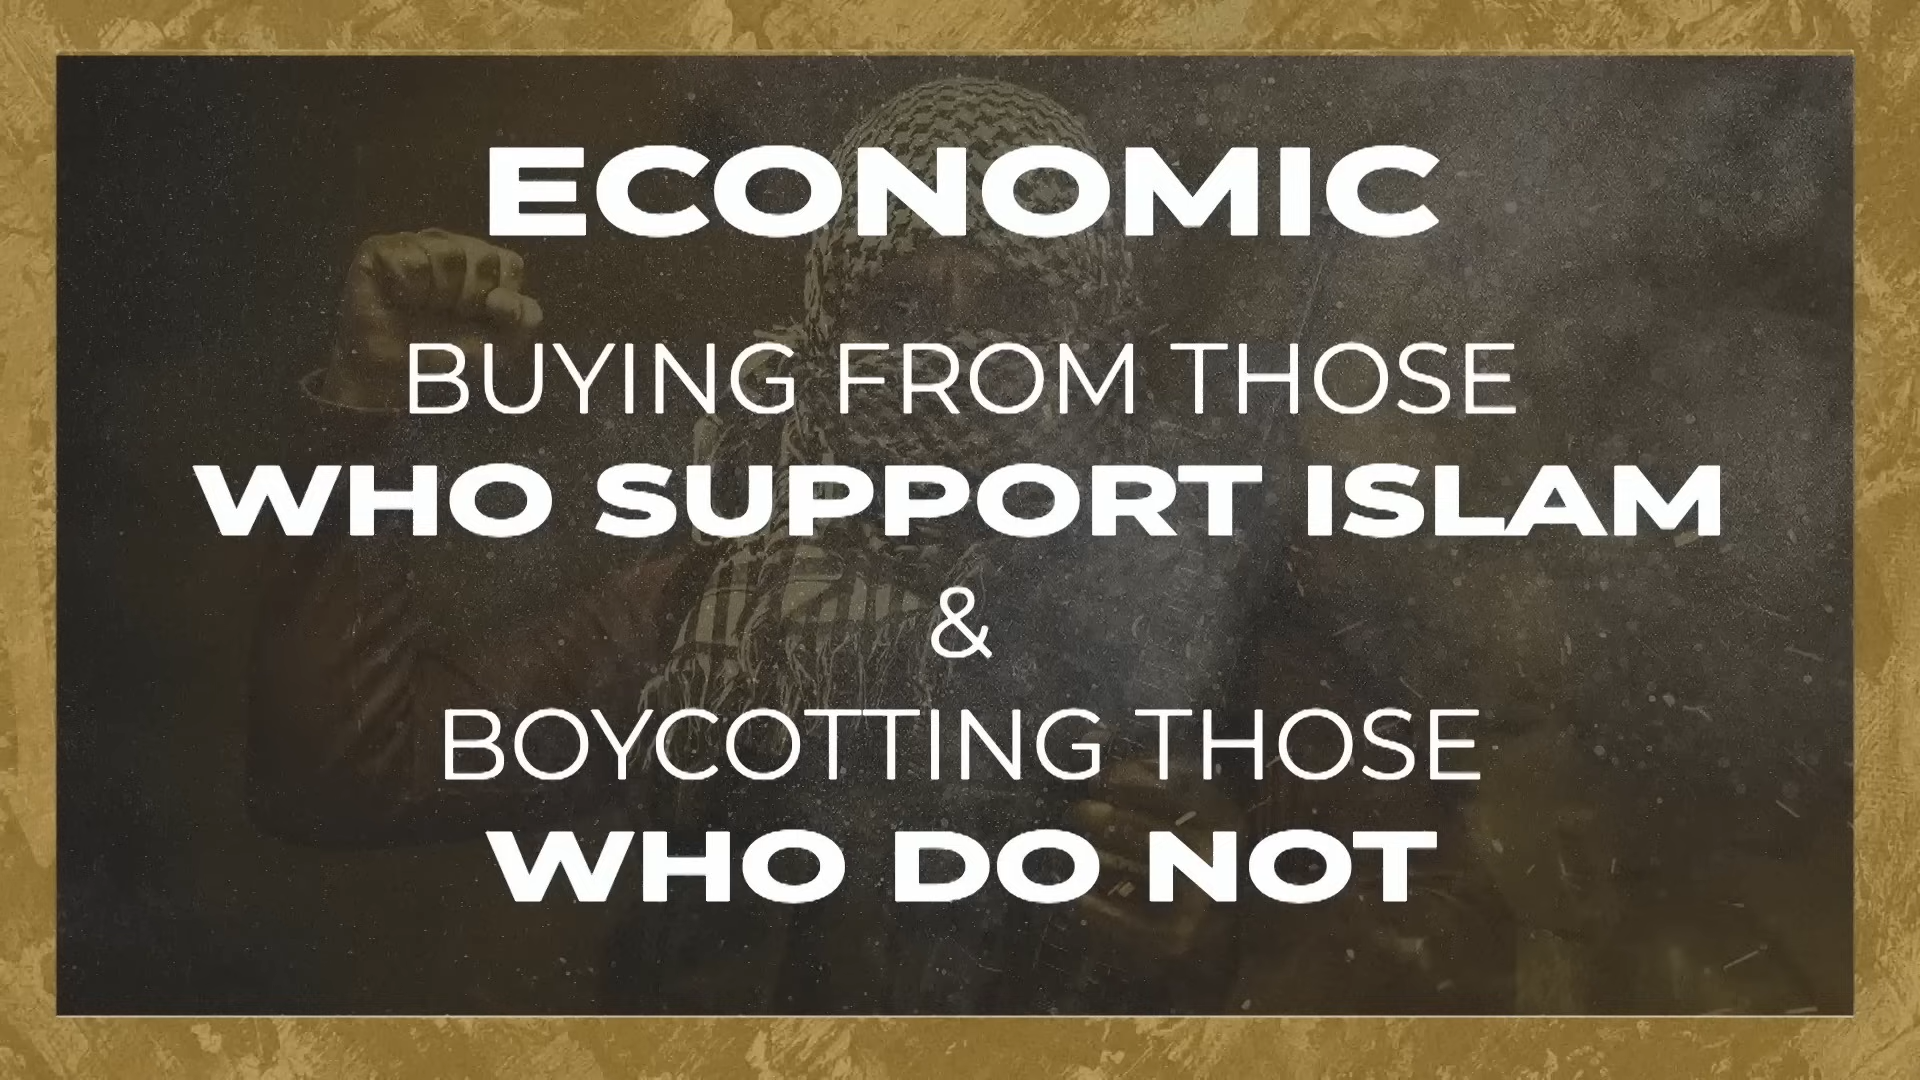 ECONOMIC
BUYING FROM THOSE
WHO SUPPORT ISLAM
&
BOYCOTTING THOSE
WHO DO NOT